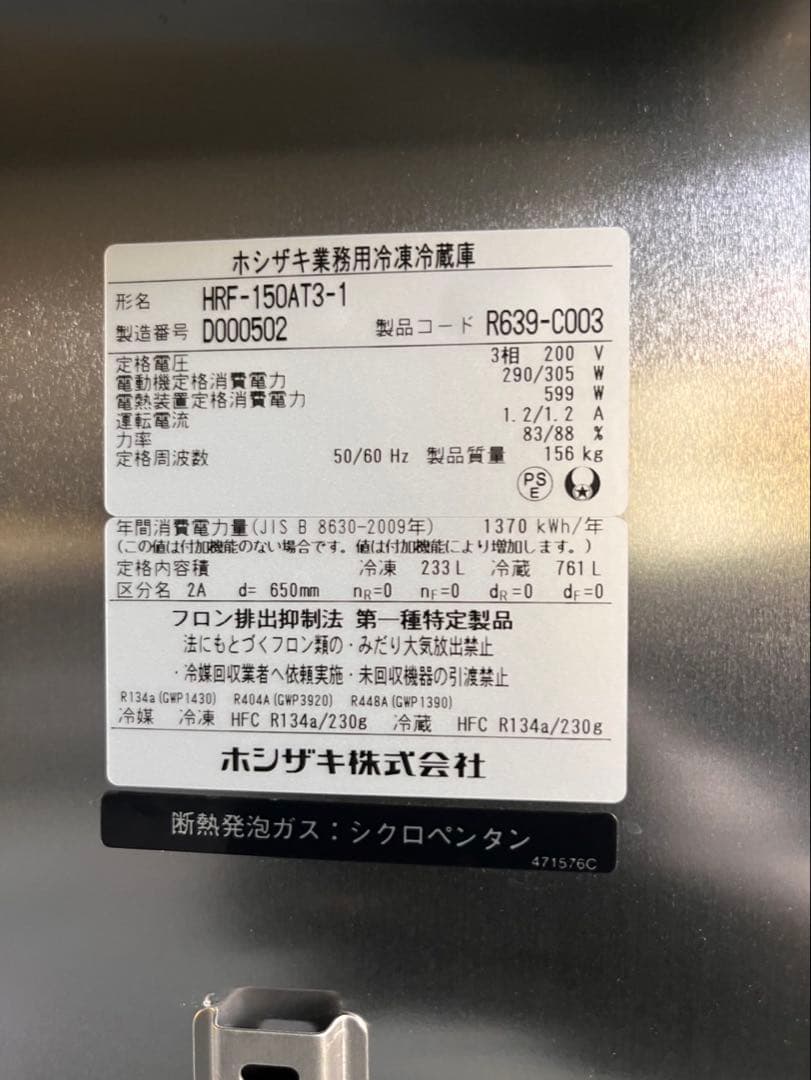 ホシザキ業務用冷凍冷蔵庫
形名 HRF-150AT3-1
製造番号 D000502 製品コード R639-C003
定格電圧 3相 200 V
電動機定格消費電力 290/305 W
電熱装置定格消費電力 599 W
運転電流 1.2/1.2 A
力率 83/88 %
定格周波数 50/60 Hz 製品質量 156 kg
PS
E
年間消費電力量(JIS B 8630-2009年) 1370 kWh/年
(この値は付加機能のない場合です。値は付加機能により増加します。)
定格内容積 冷凍 233 L 冷蔵 761 L
区分名 2A d= 650mm nR=0 nF=0 dR=0 dF=0
フロン排出抑制法 第一種特定製品
法にもとづくフロン類の・みだり大気放出禁止
・冷媒回収業者へ依頼実施・未回収機器の引渡禁止
R134a(GWP1430) R404A(GWP3920) R448A(GWP1390)
冷媒 冷凍 HFC R134a/230g 冷蔵 HFC R134a/230g
ホシザキ株式会社
断熱発泡ガス：シクロペンタン
471576C